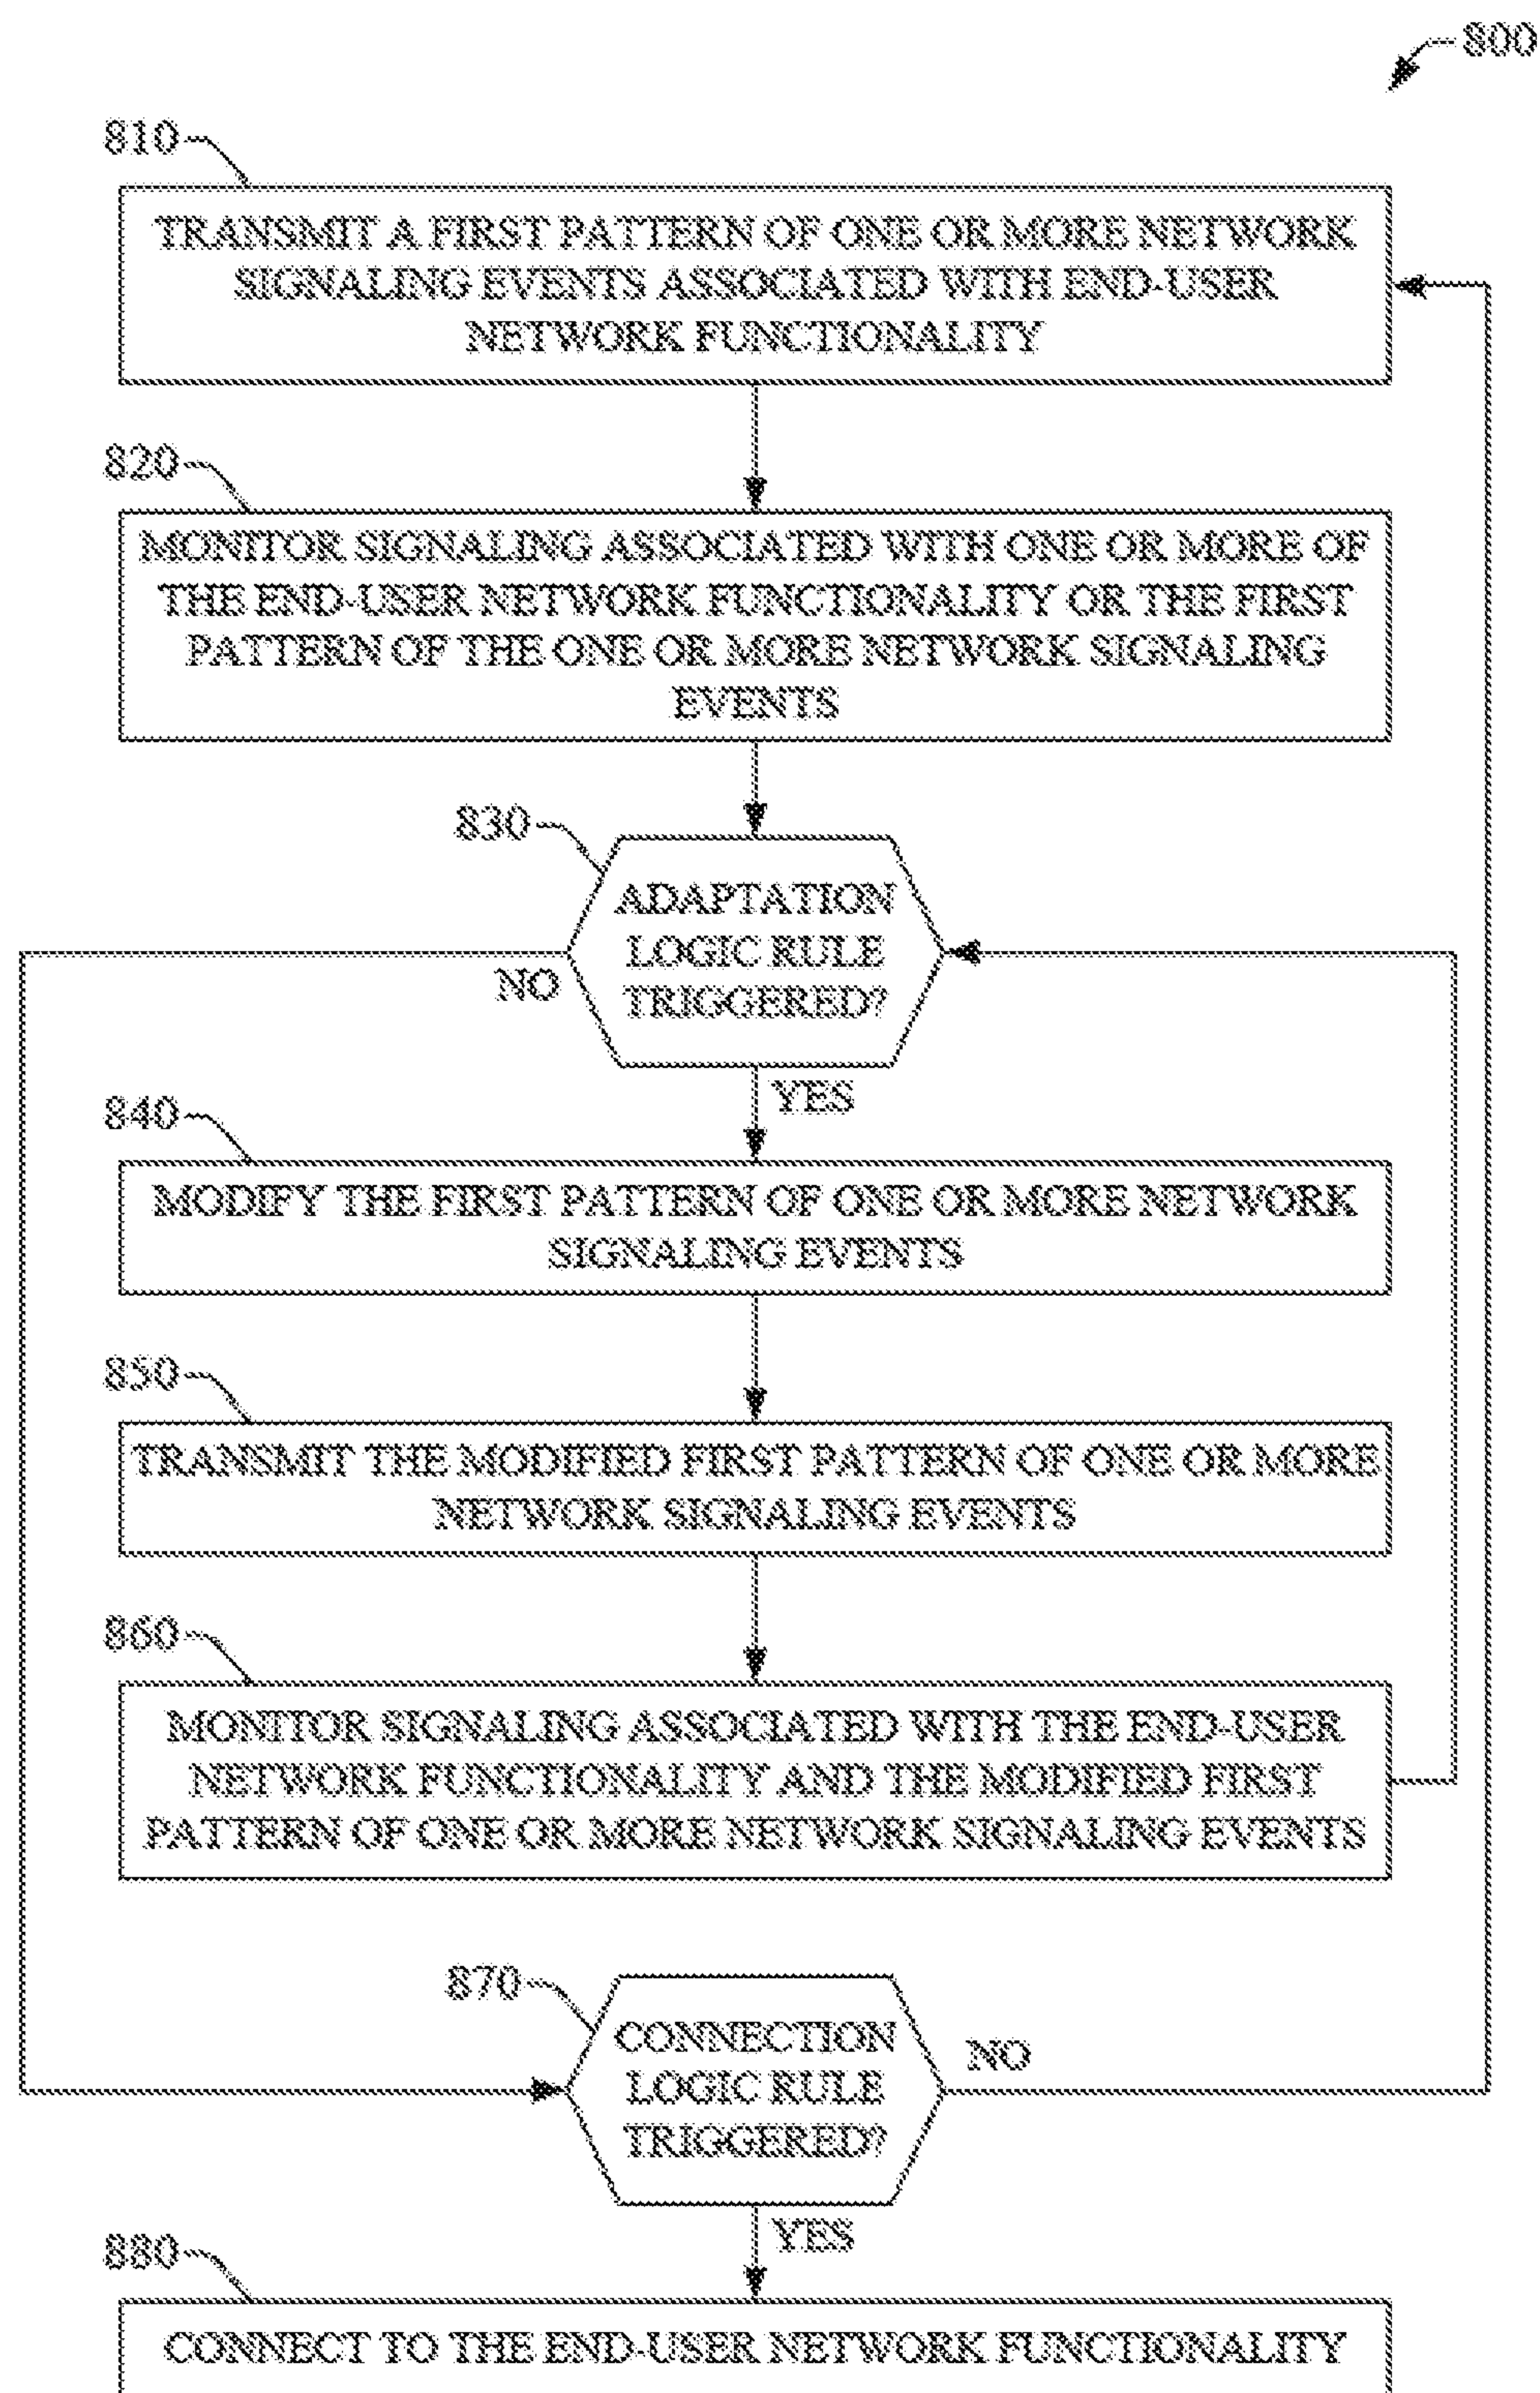 800
810
TRANSMIT A FIRST PATTERN OF ONE OR MORE NETWORK
SIGNALING EVENTS ASSOCIATED WITH END-USER
NETWORK FUNCTIONALITY
820
MONITOR SIGNALING ASSOCIATED WITH ONE OR MORE OF
THE END-USER NETWORK FUNCTIONALITY OR THE FIRST
PATTERN OF THE ONE OR MORE NETWORK SIGNALING
EVENTS
830
ADAPTATION
LOGIC RULE
TRIGGERED?
NO
YES
840
MODIFY THE FIRST PATTERN OF ONE OR MORE NETWORK
SIGNALING EVENTS
850
TRANSMIT THE MODIFIED FIRST PATTERN OF ONE OR MORE
NETWORK SIGNALING EVENTS
860
MONITOR SIGNALING ASSOCIATED WITH THE END-USER
NETWORK FUNCTIONALITY AND THE MODIFIED FIRST
PATTERN OF ONE OR MORE NETWORK SIGNALING EVENTS
870
CONNECTION
LOGIC RULE
TRIGGERED?
NO
YES
880
CONNECT TO THE END-USER NETWORK FUNCTIONALITY